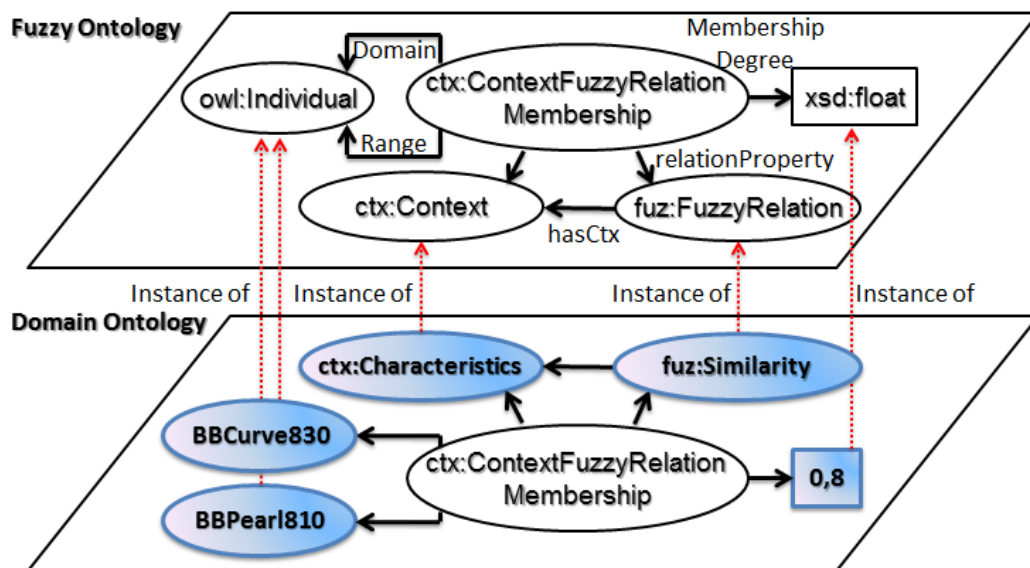 Fuzzy Ontology
Membership
Degree
Domain
ctx:ContextFuzzyRelation
Membership
owl:Individual
xsd:float
Range
relationProperty
ctx:Context
fuz:FuzzyRelation
hasCtx
Instance of
Instance of
Instance of
Instance of
Domain Ontology
ctx:Characteristics
fuz:Similarity
BBCurve830
ctx:ContextFuzzyRelation
Membership
0,8
BBPearl810